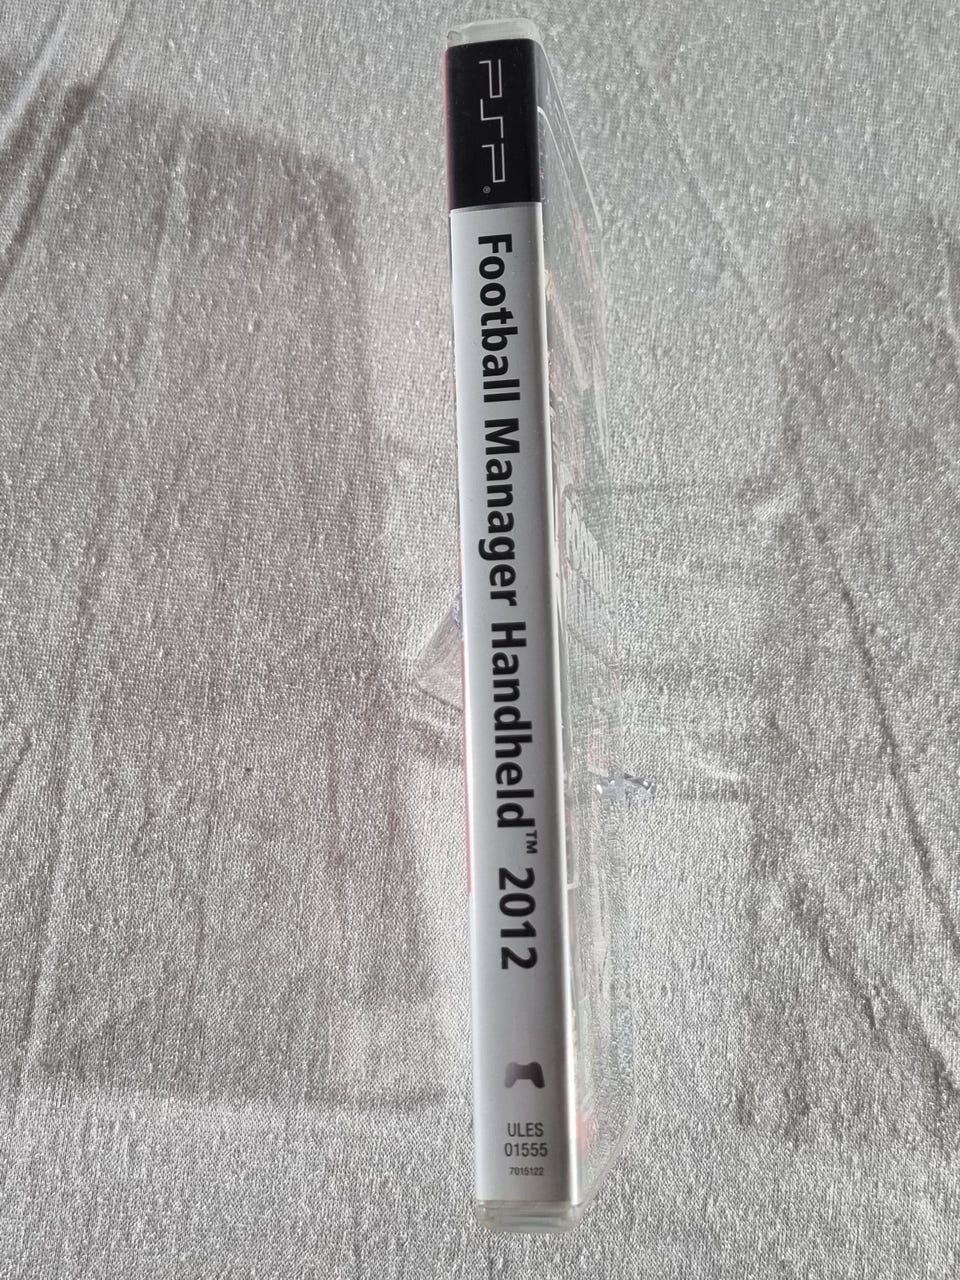 PSP®
Football Manager Handheld™ 2012
ULES
01555
7015122